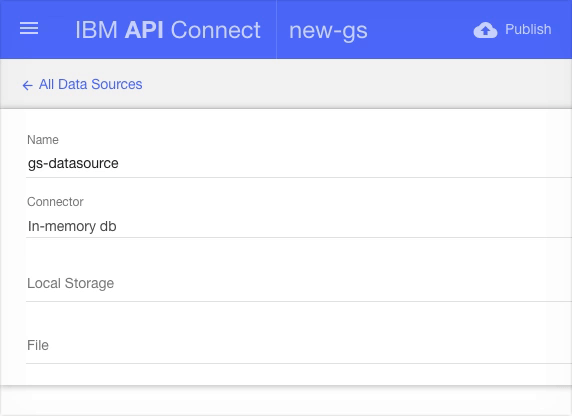 IBM API Connect new-gs Publish
← All Data Sources
Name
gs-datasource
Connector
In-memory db
Local Storage
File